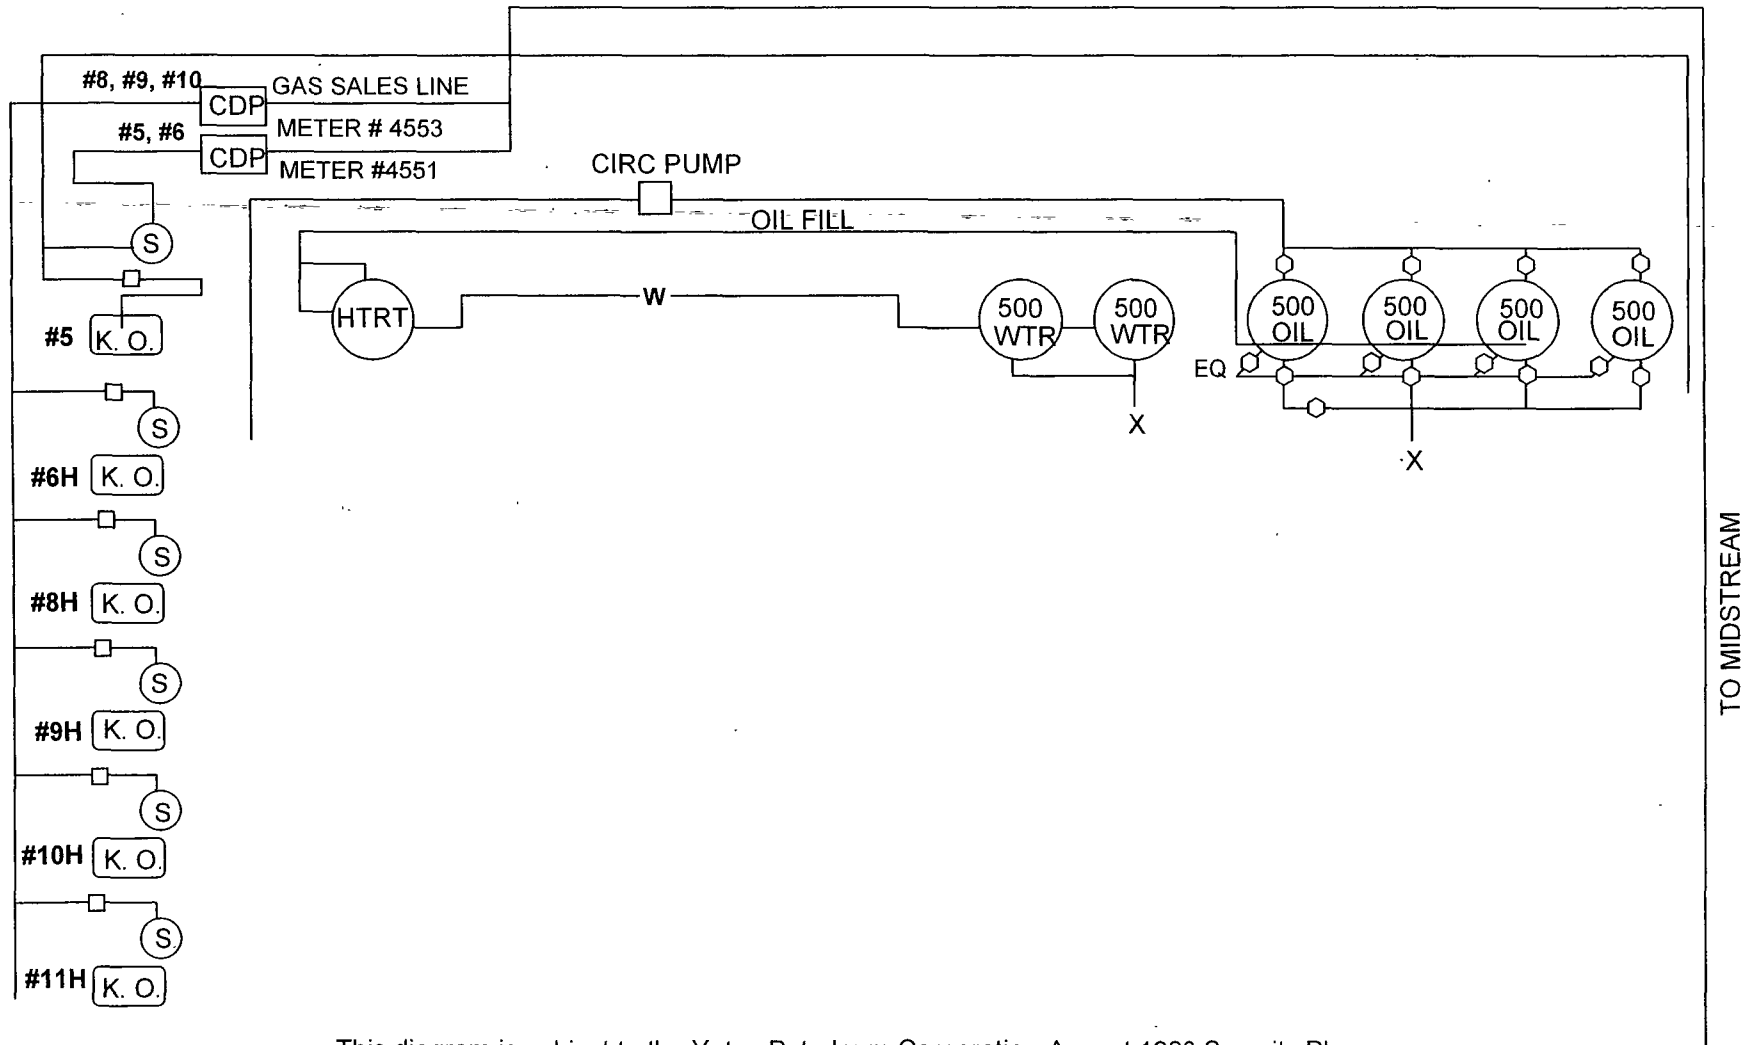 #8, #9, #10
CDP
GAS SALES LINE
METER # 4553
#5, #6
CDP
METER #4551
CIRC PUMP
OIL FILL
S
HTRT
W
500
WTR
500
WTR
500
OIL
500
OIL
500
OIL
500
OIL
EQ
X
X
#5
K. O.
S
#6H
K. O.
S
#8H
K. O.
S
#9H
K. O.
S
#10H
K. O.
S
#11H
K. O.
TO MIDSTREAM